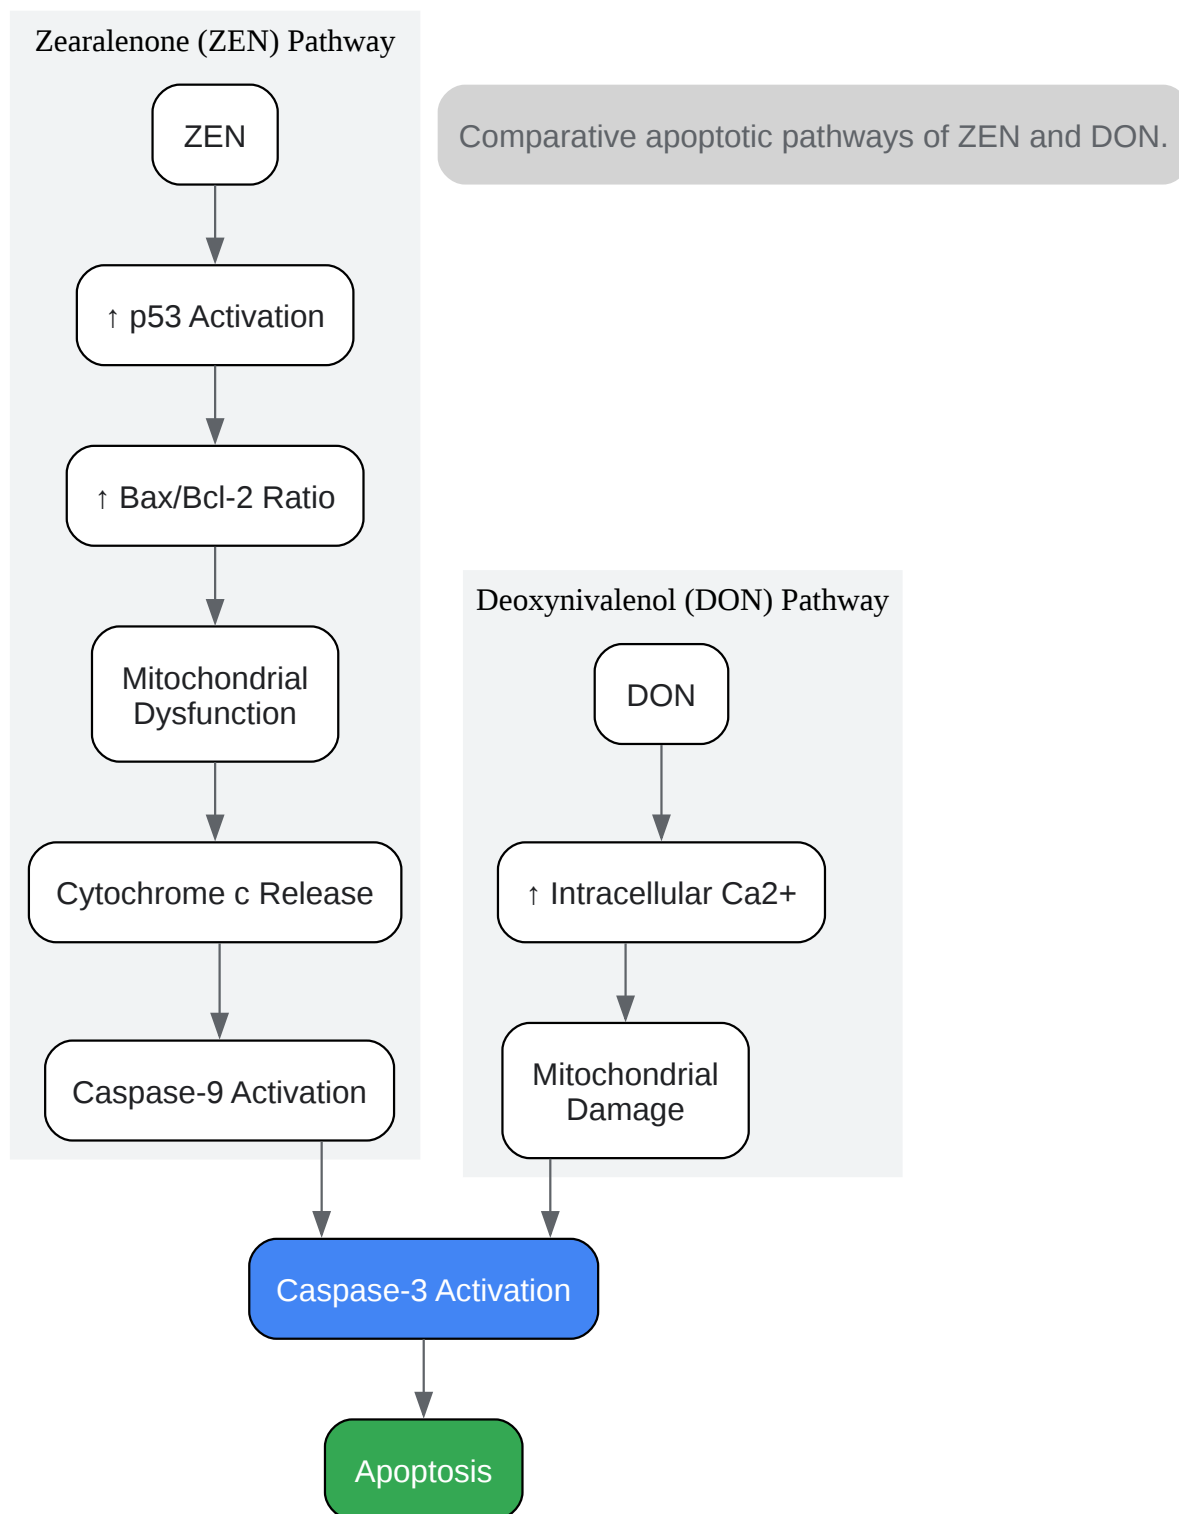 Zearalenone (ZEN) Pathway
ZEN
Comparative apoptotic pathways of ZEN and DON.
↑ p53 Activation
↑ Bax/Bcl-2 Ratio
Mitochondrial
Dysfunction
Cytochrome c Release
Caspase-9 Activation
Deoxynivalenol (DON) Pathway
DON
↑ Intracellular Ca2+
Mitochondrial
Damage
Caspase-3 Activation
Apoptosis